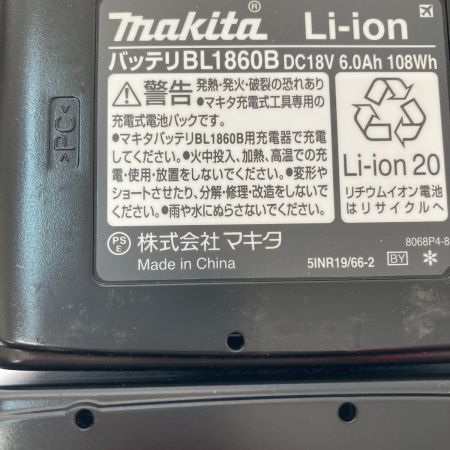 makita® Li-ion
バッテリBL1860B DC18V 6.0Ah 108Wh
警告 発熱・発火・破裂の恐れあり
●マキタ充電式工具専用の
充電式電池パックです。
●マキタバッテリBL1860B用充電器で充電
してください。●火中投入、加熱、高温での充
電・使用・放置をしないでください。●変形や
ショートさせたり、分解・修理・改造をしないで
ください。●雨や水にぬらさないでください。
Li-ion 20
リチウムイオン電池
はリサイクルへ
>PC<
PS
E
株式会社 マキタ
Made in China
8068P4-8
5INR19/66-2
BY